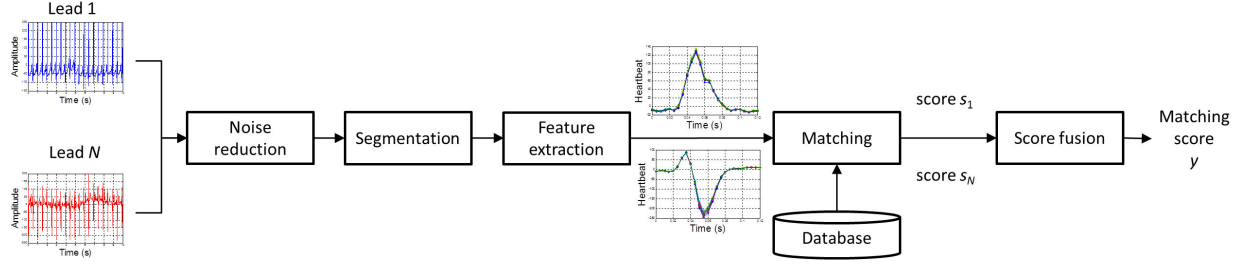 Lead 1
Amplitude
Time (s)
Lead N
Amplitude
Time (s)
Noise
reduction
Segmentation
Feature
extraction
Heartbeat
Time (s)
Heartbeat
Time (s)
Matching
Database
score s1
score sN
Score fusion
Matching
score
y